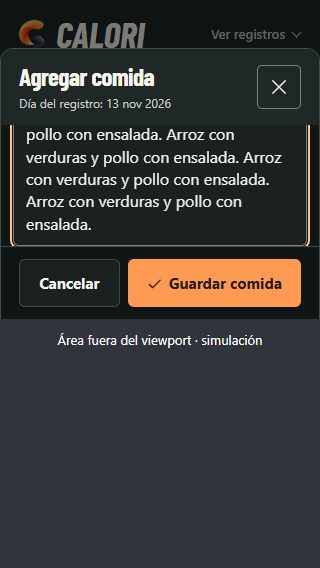 CALORI
Ver registros
Agregar comida
Día del registro: 13 nov 2026
pollo con ensalada. Arroz con
verduras y pollo con ensalada. Arroz
con verduras y pollo con ensalada.
Arroz con verduras y pollo con
ensalada.
Cancelar
Guardar comida
Área fuera del viewport · simulación